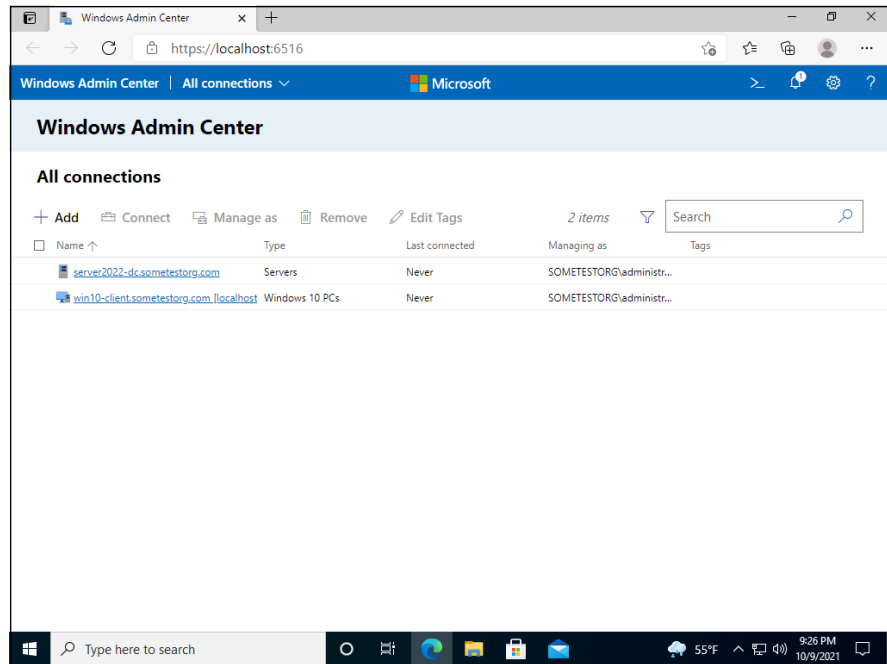 Windows Admin Center
https://localhost:6516
Windows Admin Center All connections Microsoft 1
Windows Admin Center
All connections
Add Connect Manage as Remove Edit Tags 2 items Search
Name Type Last connected Managing as Tags
server2022-dc.sometestorg.com Servers Never SOMETESTORG\administr...
win10-client.sometestorg.com [localhost Windows 10 PCs Never SOMETESTORG\administr...
Type here to search 55°F 9:26 PM
10/9/2021